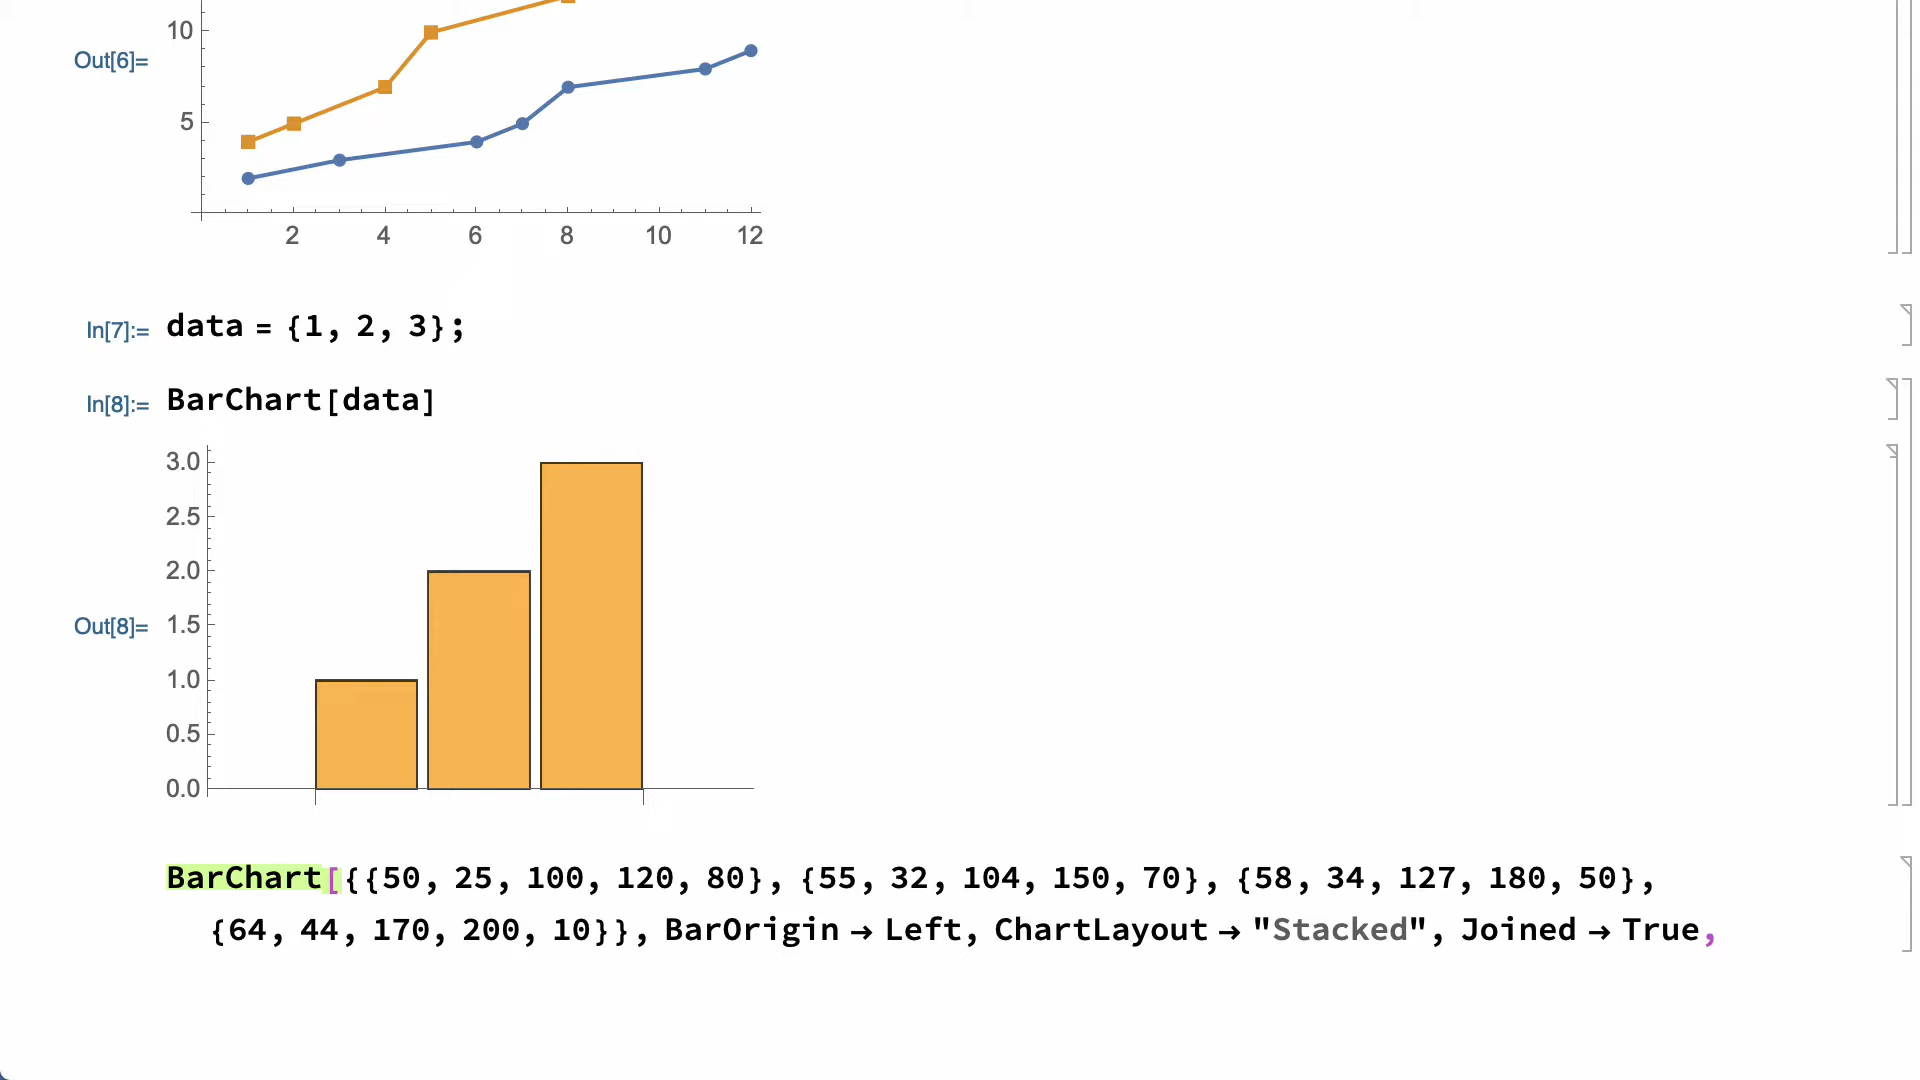 10
Out[6]=
5
2 4 6 8 10 12
In[7]:= data = {1, 2, 3};
In[8]:= BarChart[data]
3.0
2.5
2.0
Out[8]=
1.5
1.0
0.5
0.0
BarChart[{{50, 25, 100, 120, 80}, {55, 32, 104, 150, 70}, {58, 34, 127, 180, 50},
{64, 44, 170, 200, 10}}, BarOrigin → Left, ChartLayout → "Stacked", Joined → True,